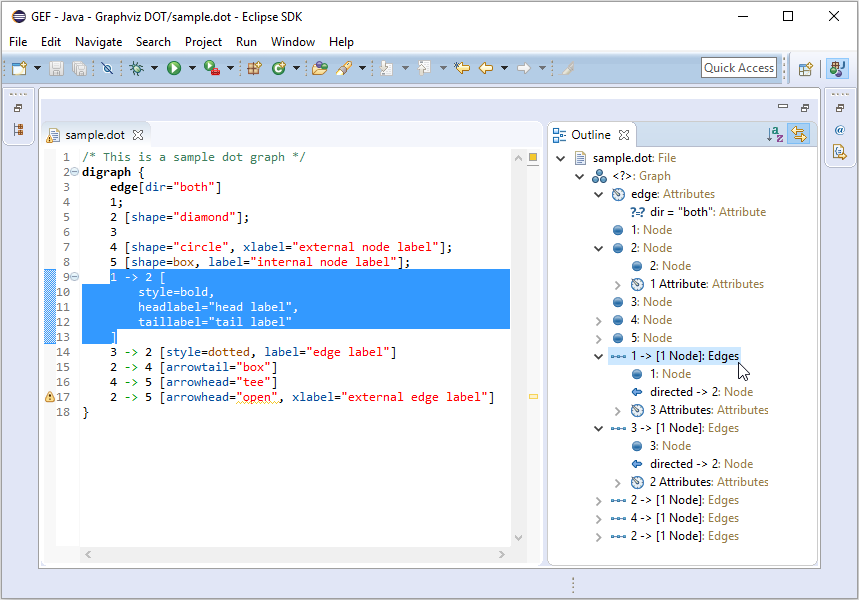 GEF - Java - Graphviz DOT/sample.dot - Eclipse SDK
File Edit Navigate Search Project Run Window Help
Quick Access
sample.dot
1 /* This is a sample dot graph */
2 digraph {
3 edge[dir="both"]
4 1;
5 2 [shape="diamond"];
6 3
7 4 [shape="circle", xlabel="external node label"];
8 5 [shape=box, label="internal node label"];
9 1 -> 2 [
10 style=bold,
11 headlabel="head label",
12 taillabel="tail label"
13 ]
14 3 -> 2 [style=dotted, label="edge label"]
15 2 -> 4 [arrowtail="box"]
16 4 -> 5 [arrowhead="tee"]
17 2 -> 5 [arrowhead="open", xlabel="external edge label"]
18 }
Outline
sample.dot: File
<?>: Graph
edge: Attributes
dir = "both": Attribute
1: Node
2: Node
2: Node
1 Attribute: Attributes
3: Node
4: Node
5: Node
1 -> [1 Node]: Edges
1: Node
directed -> 2: Node
3 Attributes: Attributes
3 -> [1 Node]: Edges
3: Node
directed -> 2: Node
2 Attributes: Attributes
2 -> [1 Node]: Edges
4 -> [1 Node]: Edges
2 -> [1 Node]: Edges